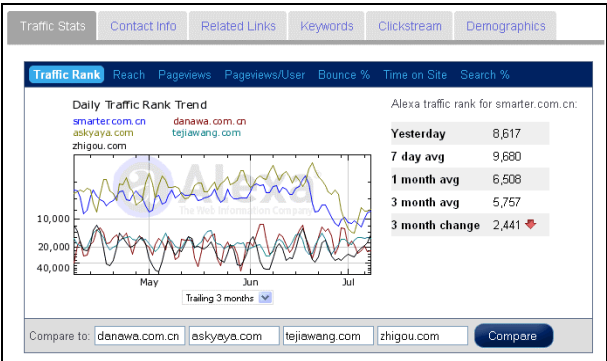 Traffic Stats Contact Info Related Links Keywords Clickstream Demographics
Traffic Rank Reach Pageviews Pageviews/User Bounce % Time on Site Search %
Daily Traffic Rank Trend
smarter.com.cn danawa.com.cn
askyaya.com tejiawang.com
zhigou.com
Alexa
The Web Information Company
10,000
20,000
40,000
May Jun Jul
Trailing 3 months
Alexa traffic rank for smarter.com.cn:
Yesterday 8,617
7 day avg 9,680
1 month avg 6,508
3 month avg 5,757
3 month change 2,441
Compare to: danawa.com.cn askyaya.com tejiawang.com zhigou.com Compare